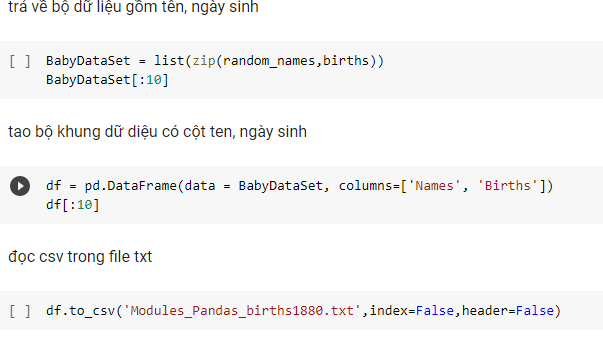 trả về bộ dữ liệu gồm tên, ngày sinh
[ ] BabyDataSet = list(zip(random_names,births))
BabyDataSet[:10]
tao bộ khung dữ diệu có cột ten, ngày sinh
df = pd.DataFrame(data = BabyDataSet, columns=['Names', 'Births'])
df[:10]
đọc csv trong file txt
[ ] df.to_csv('Modules_Pandas_births1880.txt',index=False,header=False)